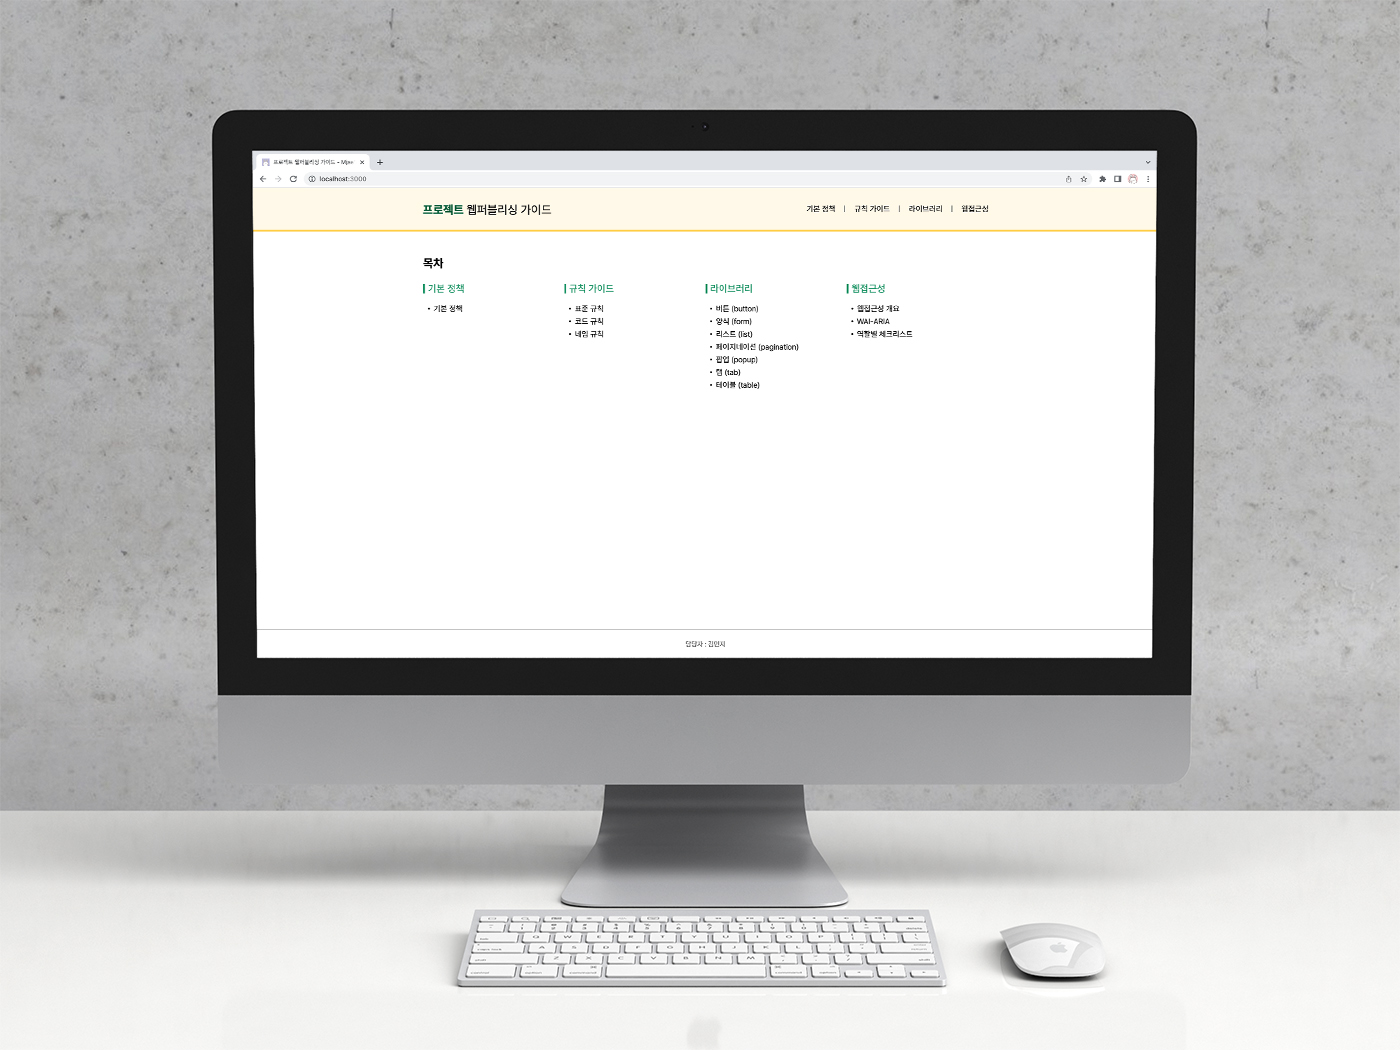 프로젝트 웹퍼블리싱 가이드 - Mpu
localhost:3000
프로젝트 웹퍼블리싱 가이드
기본 정책 | 규칙 가이드 | 라이브러리 | 웹접근성
목차
기본 정책
• 기본 정책
규칙 가이드
• 표준 규칙
• 코드 규칙
• 네임 규칙
라이브러리
• 버튼 (button)
• 양식 (form)
• 리스트 (list)
• 페이지네이션 (pagination)
• 팝업 (popup)
• 탭 (tab)
• 테이블 (table)
웹접근성
• 웹접근성 개요
• WAI-ARIA
• 역할별 체크리스트
담당자 : 김민지